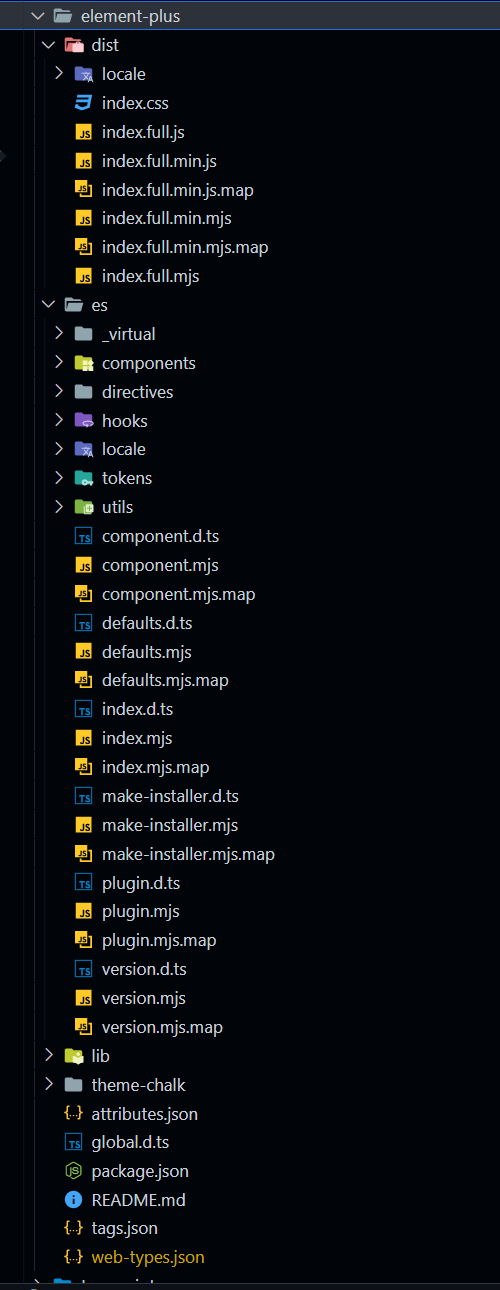 element-plus
dist
locale
index.css
index.full.js
index.full.min.js
index.full.min.js.map
index.full.min.mjs
index.full.min.mjs.map
index.full.mjs
es
_virtual
components
directives
hooks
locale
tokens
utils
component.d.ts
component.mjs
component.mjs.map
defaults.d.ts
defaults.mjs
defaults.mjs.map
index.d.ts
index.mjs
index.mjs.map
make-installer.d.ts
make-installer.mjs
make-installer.mjs.map
plugin.d.ts
plugin.mjs
plugin.mjs.map
version.d.ts
version.mjs
version.mjs.map
lib
theme-chalk
attributes.json
global.d.ts
package.json
README.md
tags.json
web-types.json